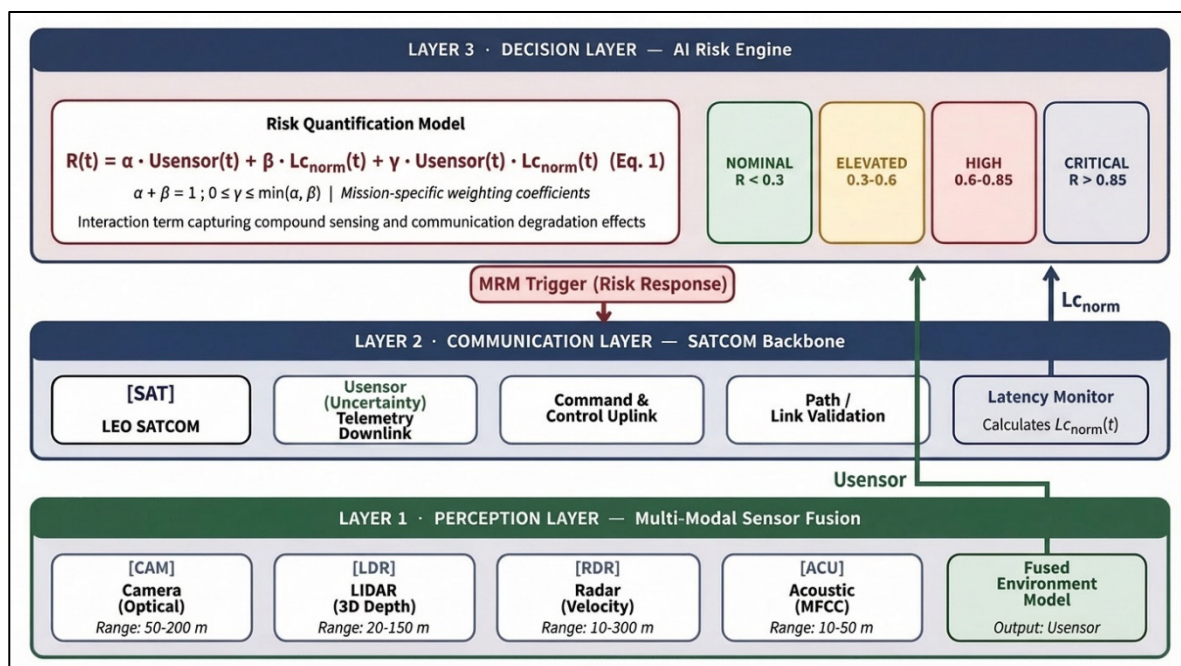 LAYER 3 · DECISION LAYER — AI Risk Engine
Risk Quantification Model
R(t) = α · Usensor(t) + β · Lcnorm(t) + γ · Usensor(t) · Lcnorm(t) (Eq. 1)
α + β = 1 ; 0 ≤ γ ≤ min(α, β) | Mission-specific weighting coefficients
Interaction term capturing compound sensing and communication degradation effects
NOMINAL
R < 0.3
ELEVATED
0.3-0.6
HIGH
0.6-0.85
CRITICAL
R > 0.85
MRM Trigger (Risk Response)
Lcnorm
LAYER 2 · COMMUNICATION LAYER — SATCOM Backbone
[SAT]
LEO SATCOM
Usensor
(Uncertainty)
Telemetry
Downlink
Command &
Control Uplink
Path /
Link Validation
Latency Monitor
Calculates Lcnorm(t)
Usensor
LAYER 1 · PERCEPTION LAYER — Multi-Modal Sensor Fusion
[CAM]
Camera
(Optical)
Range: 50-200 m
[LDR]
LIDAR
(3D Depth)
Range: 20-150 m
[RDR]
Radar
(Velocity)
Range: 10-300 m
[ACU]
Acoustic
(MFCC)
Range: 10-50 m
Fused
Environment
Model
Output: Usensor